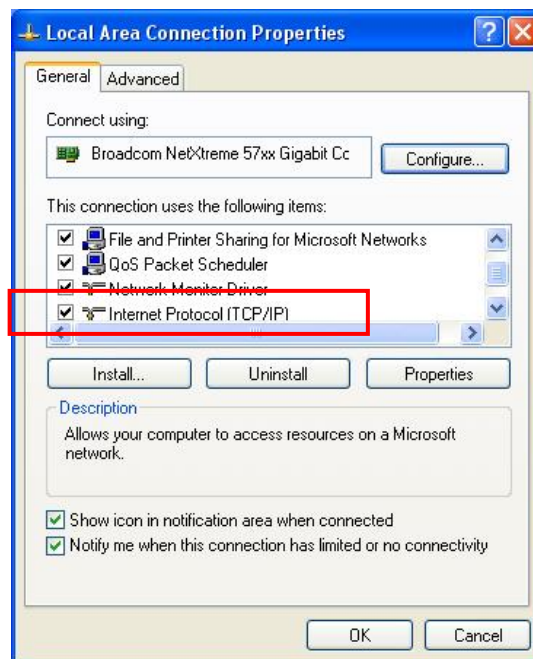 Local Area Connection Properties
General Advanced
Connect using:
Broadcom NetXtreme 57xx Gigabit Cc Configure...
This connection uses the following items:
File and Printer Sharing for Microsoft Networks
QoS Packet Scheduler
Network Monitor Driver
Internet Protocol (TCP/IP)
Install... Uninstall Properties
Description
Allows your computer to access resources on a Microsoft
network.
Show icon in notification area when connected
Notify me when this connection has limited or no connectivity
OK Cancel